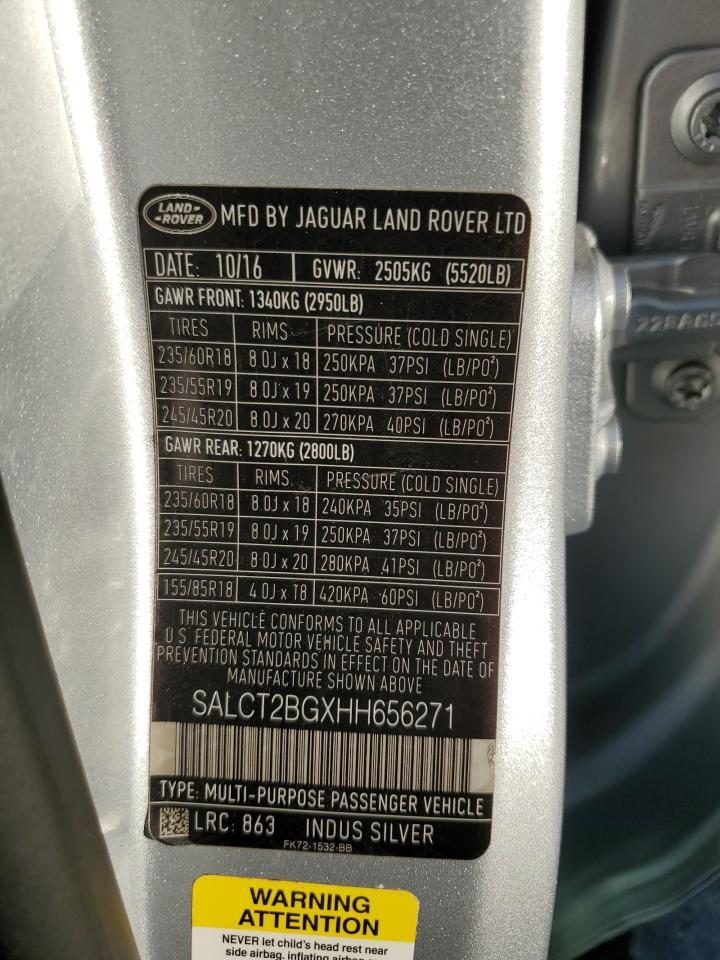 LAND-
-ROVER
MFD BY JAGUAR LAND ROVER LTD
DATE: 10/16 GVWR: 2505KG (5520LB)
GAWR FRONT: 1340KG (2950LB)
TIRES RIMS PRESSURE (COLD SINGLE)
235/60R18 8.0J x 18 250KPA 37PSI (LB/PO²)
235/55R19 8.0J x 19 250KPA 37PSI (LB/PO²)
245/45R20 8.0J x 20 270KPA 40PSI (LB/PO²)
GAWR REAR: 1270KG (2800LB)
TIRES RIMS PRESSURE (COLD SINGLE)
235/60R18 8.0J x 18 240KPA 35PSI (LB/PO²)
235/55R19 8.0J x 19 250KPA 37PSI (LB/PO²)
245/45R20 8.0J x 20 280KPA 41PSI (LB/PO²)
155/85R18 4.0J x 18 420KPA 60PSI (LB/PO²)
THIS VEHICLE CONFORMS TO ALL APPLICABLE
U.S. FEDERAL MOTOR VEHICLE SAFETY AND THEFT
PREVENTION STANDARDS IN EFFECT ON THE DATE OF
MANUFACTURE SHOWN ABOVE
SALCT2BGXHH656271
TYPE: MULTI-PURPOSE PASSENGER VEHICLE
LRC: 863 INDUS SILVER
FK72-1532-BB
WARNING
ATTENTION
NEVER let child's head rest near
side airbag, inflating airbag